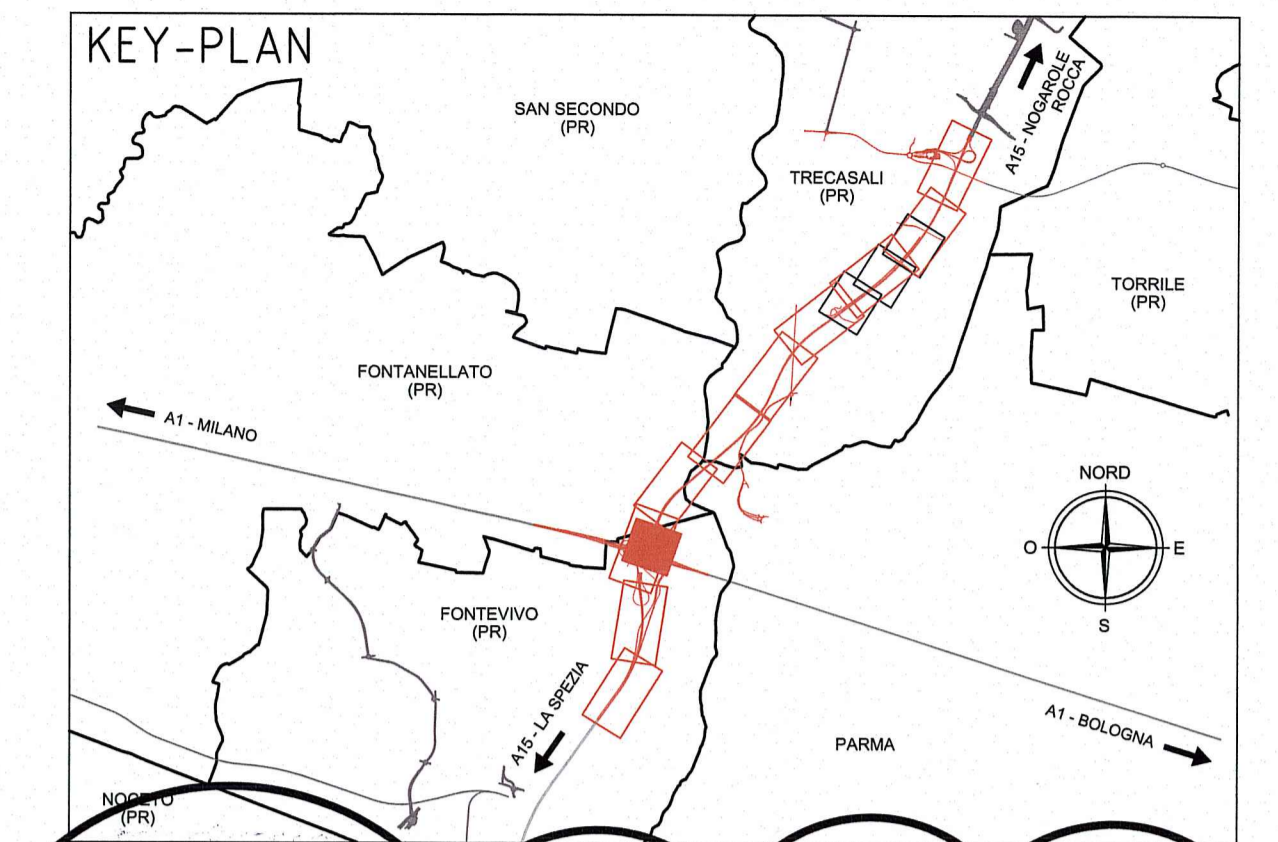 KEY-PLAN
SAN SECONDO
(PR)
A15 - NOGAROLE
ROCCA
TRECASALI
(PR)
TORRILE
(PR)
FONTANELLATO
(PR)
A1 - MILANO
NORD
O
E
S
FONTEVIVO
(PR)
A15 - LA SPEZIA
A1 - BOLOGNA
PARMA
NOCETO
(PR)